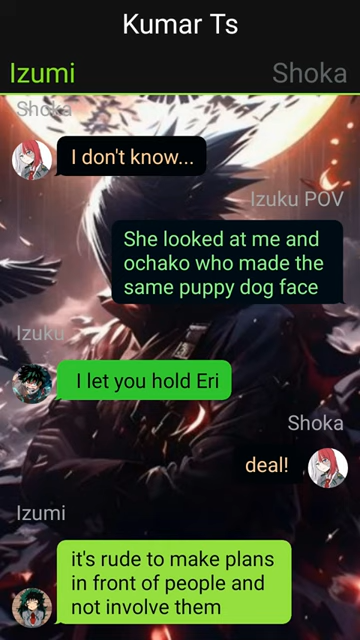 Kumar Ts
Izumi
Shoka
Shoka
I don't know...
Izuku POV
She looked at me and
ochako who made the
same puppy dog face
Izuku
I let you hold Eri
Shoka
deal!
Izumi
it's rude to make plans
in front of people and
not involve them